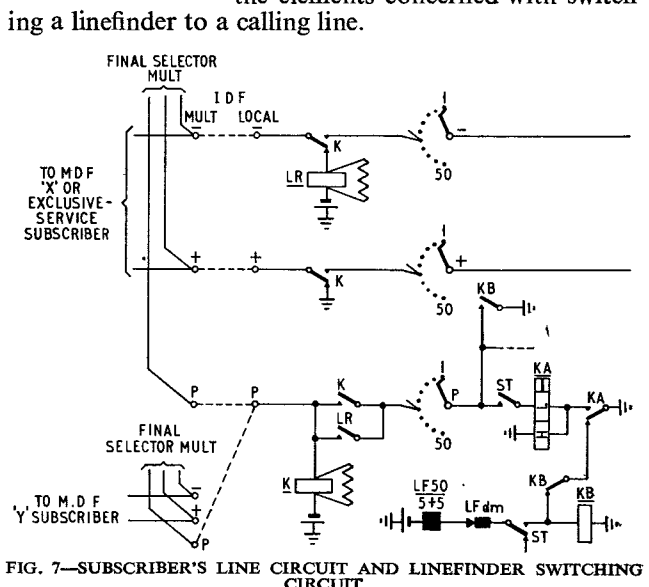 the elements concerned with switch-
ing a linefinder to a calling line.
FINAL SELECTOR
MULT
I D F
MULT LOCAL
− −
K
LR
1
−
50
TO MDF
'X' OR
EXCLUSIVE-
SERVICE
SUBSCRIBER
+ +
K
1
+
50
KB
P P
K
LR
1
P
50
ST
KA
L
H
KA
FINAL
SELECTOR MULT
K
TO M.D.F
'Y' SUBSCRIBER
−
+
P
LF50
5+5
LFdm
KB
KB
ST
FIG. 7—SUBSCRIBER'S LINE CIRCUIT AND LINEFINDER SWITCHING
CIRCUIT